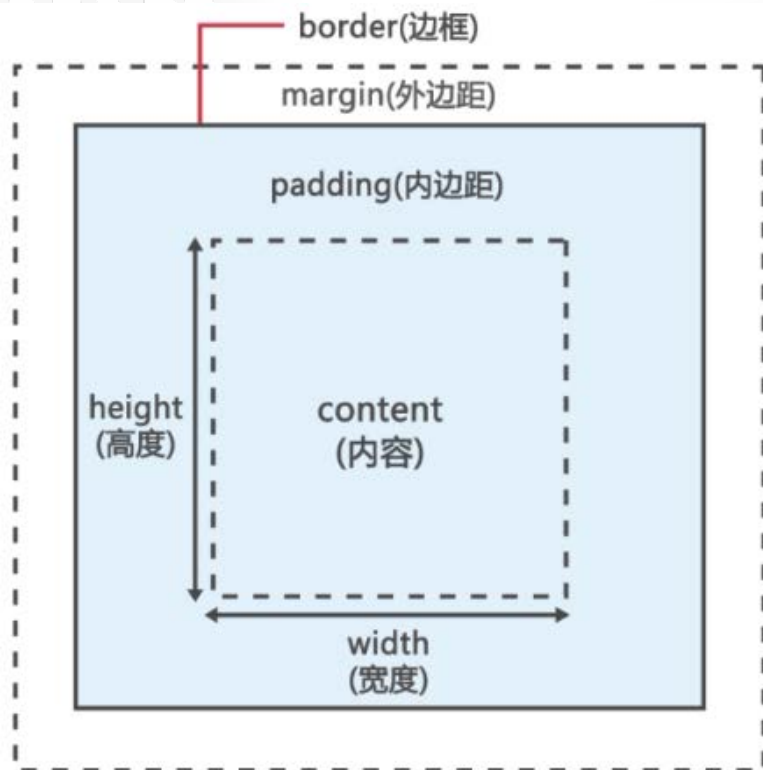 border(边框)
margin(外边距)
padding(内边距)
height
(高度)
content
(内容)
width
(宽度)